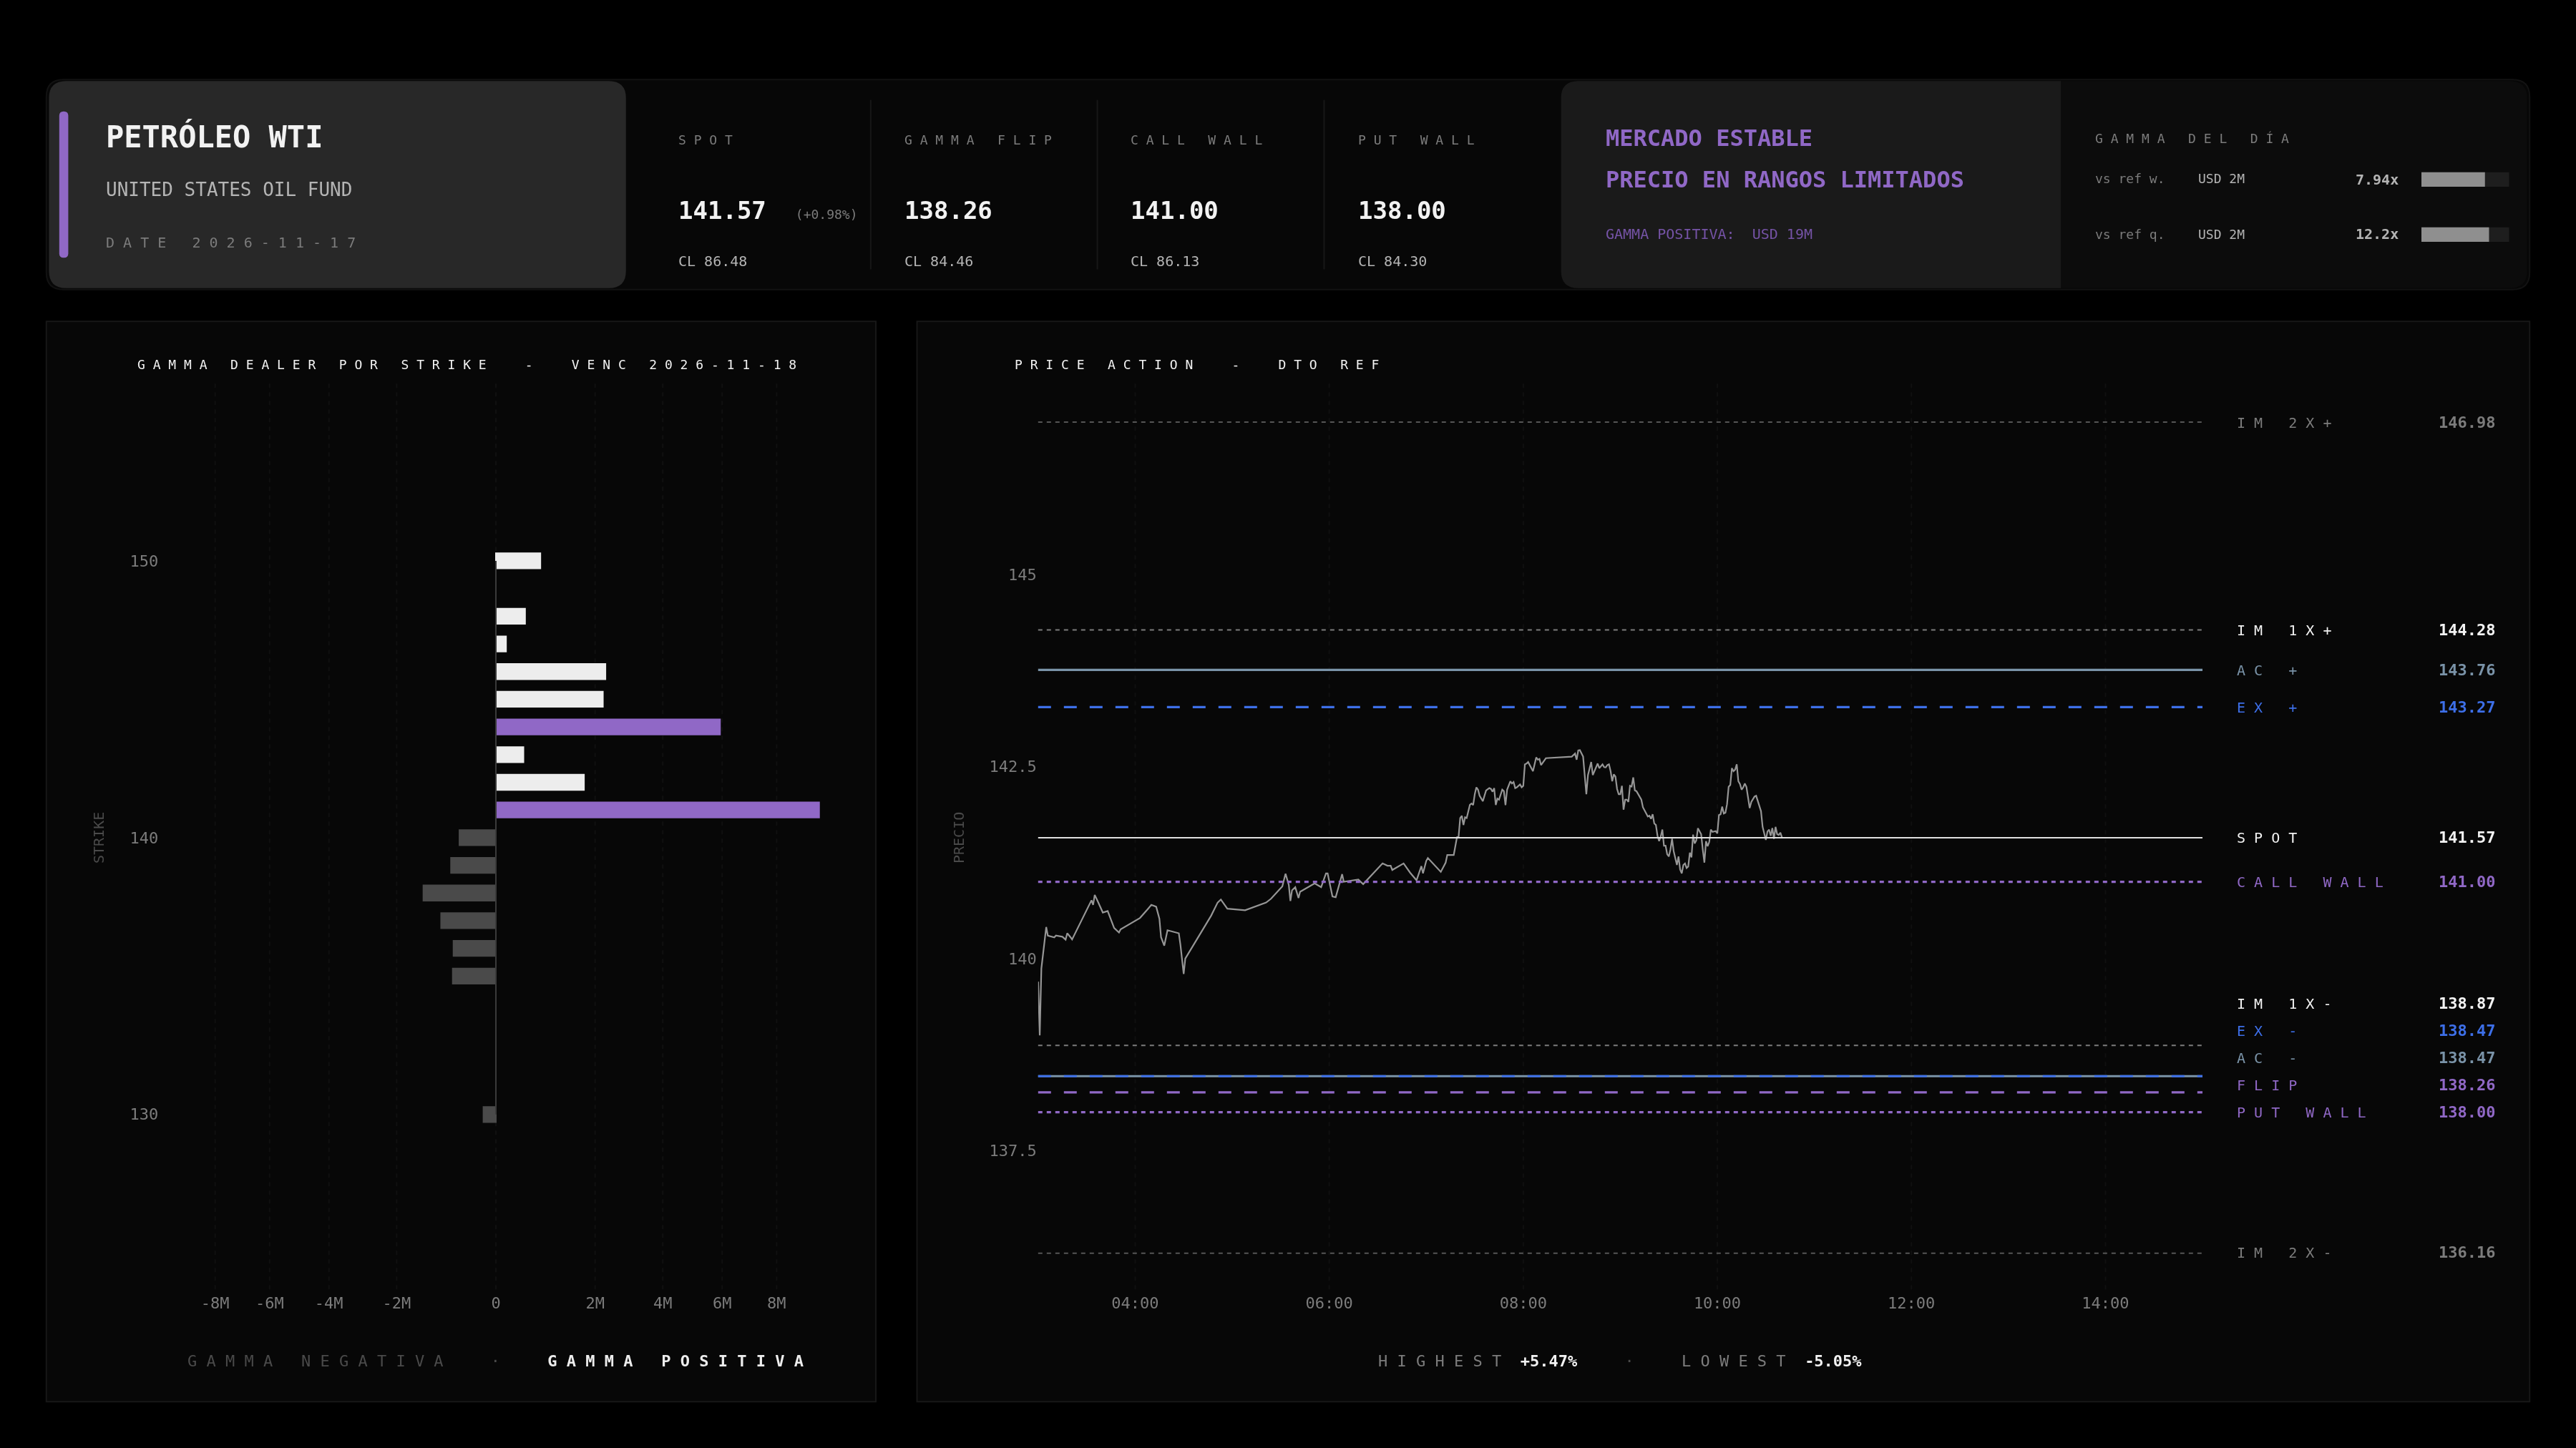 PETRÓLEO WTI
UNITED STATES OIL FUND
DATE 2026-11-17
SPOT
141.57 (+0.98%)
CL 86.48
GAMMA FLIP
138.26
CL 84.46
CALL WALL
141.00
CL 86.13
PUT WALL
138.00
CL 84.30
MERCADO ESTABLE
PRECIO EN RANGOS LIMITADOS
GAMMA POSITIVA: USD 19M
GAMMA DEL DÍA
vs ref w. USD 2M 7.94x
vs ref q. USD 2M 12.2x
GAMMA DEALER POR STRIKE - VENC 2026-11-18
STRIKE
150
140
130
-8M -6M -4M -2M 0 2M 4M 6M 8M
GAMMA NEGATIVA · GAMMA POSITIVA
PRICE ACTION - DTO REF
PRECIO
145
142.5
140
137.5
04:00 06:00 08:00 10:00 12:00 14:00
IM 2X+ 146.98
IM 1X+ 144.28
AC + 143.76
EX + 143.27
SPOT 141.57
CALL WALL 141.00
IM 1X- 138.87
EX - 138.47
AC - 138.47
FLIP 138.26
PUT WALL 138.00
IM 2X- 136.16
HIGHEST +5.47% · LOWEST -5.05%